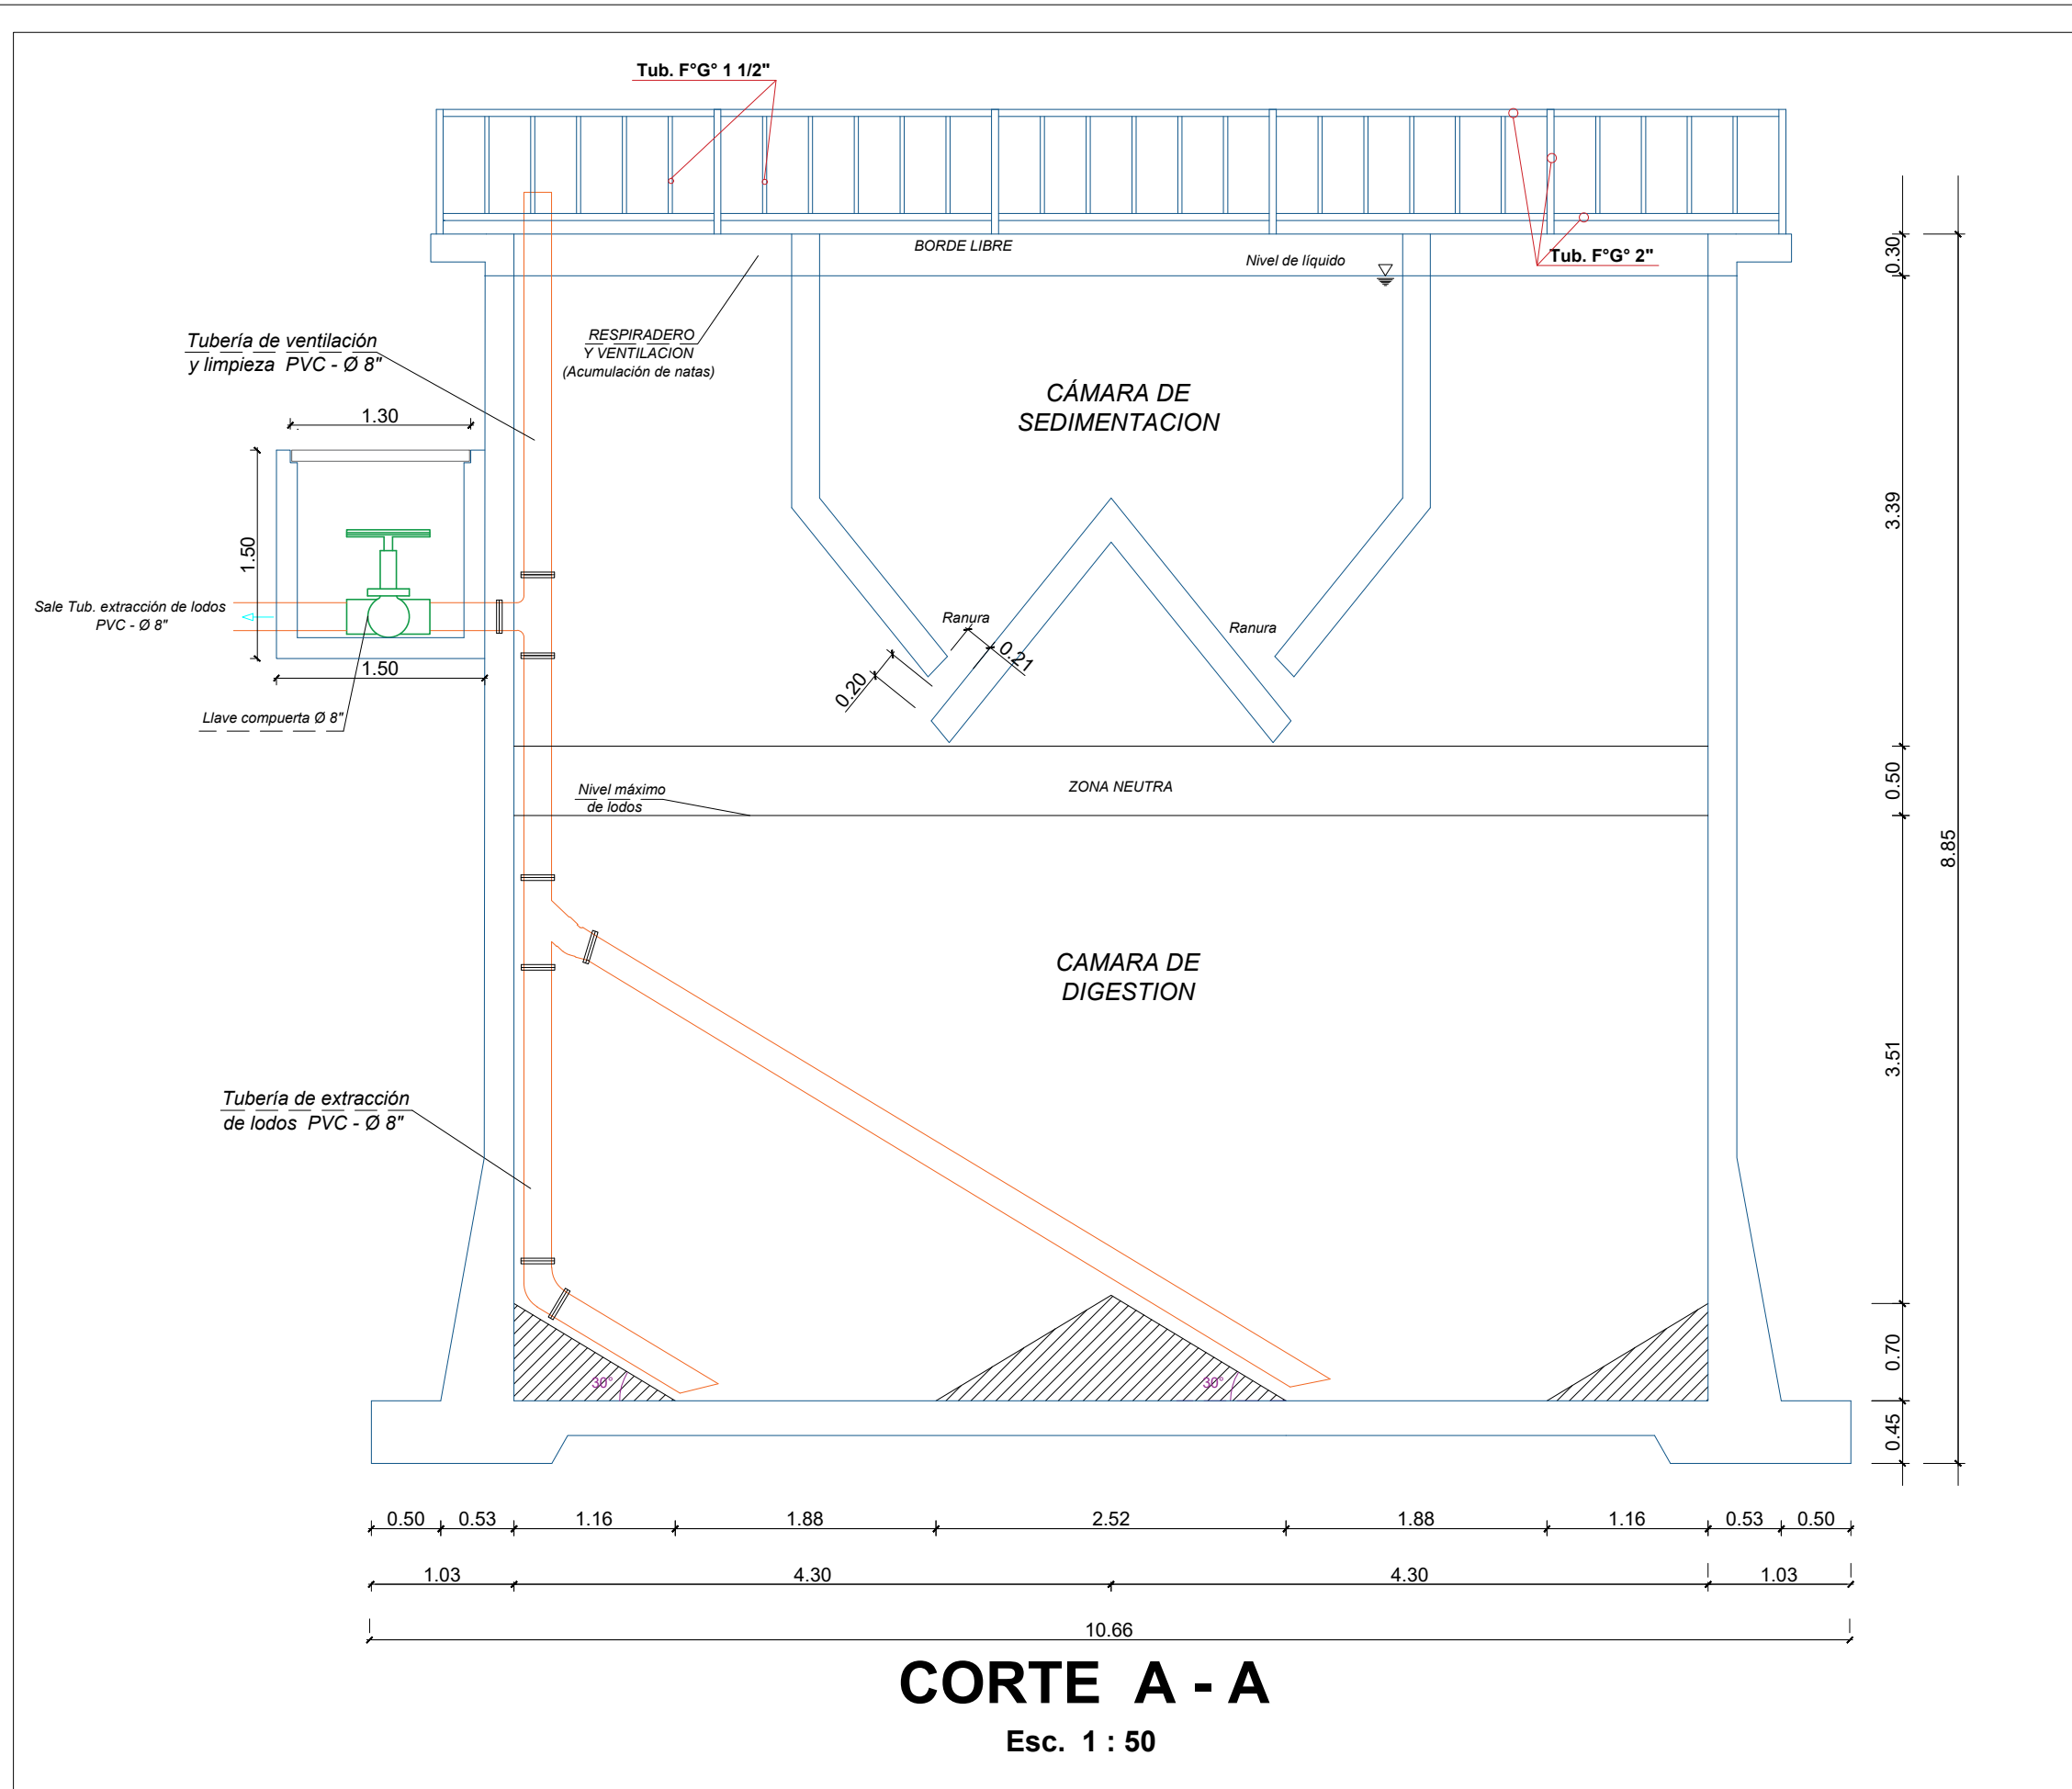 Tub. F°G° 1 1/2"
BORDE LIBRE
Nivel de líquido
Tub. F°G° 2"
0.30
Tubería de ventilación
y limpieza PVC - Ø 8"
RESPIRADERO
Y VENTILACION
(Acumulación de natas)
CÁMARA DE
SEDIMENTACION
1.30
3.39
1.50
Sale Tub. extracción de lodos
PVC - Ø 8"
Ranura
Ranura
0.21
0.20
1.50
Llave compuerta Ø 8"
ZONA NEUTRA
0.50
Nivel máximo
de lodos
8.85
CAMARA DE
DIGESTION
3.51
Tubería de extracción
de lodos PVC - Ø 8"
0.70
30°
30°
0.45
0.50 0.53 1.16 1.88 2.52 1.88 1.16 0.53 0.50
1.03 4.30 4.30 1.03
10.66
CORTE A - A
Esc. 1 : 50